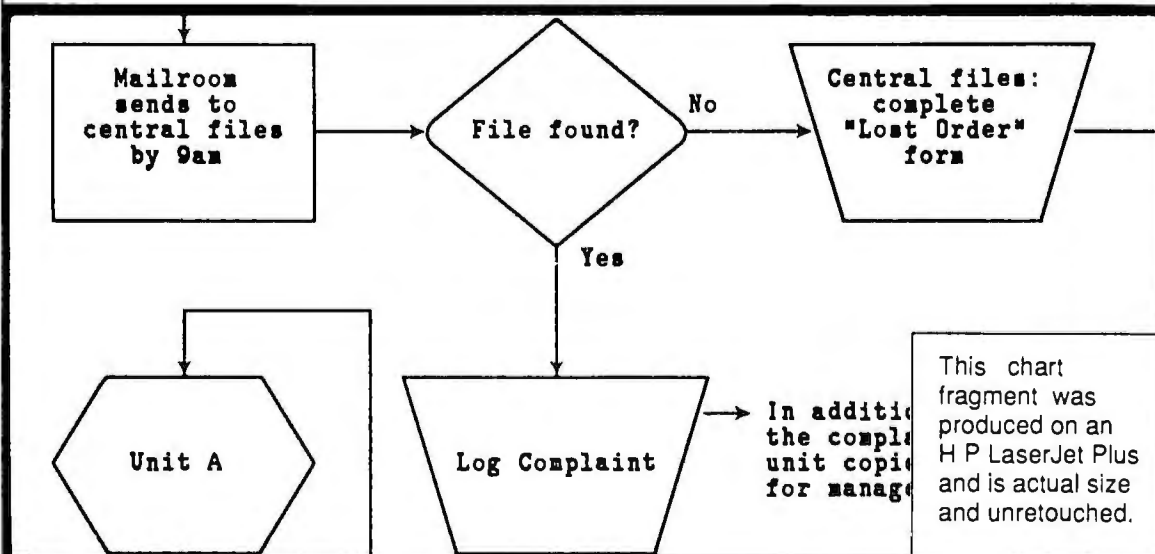 Mailroom
sends to
central files
by 9am
File found?
No
Central files:
complete
"Lost Order"
form
Yes
Unit A
Log Complaint
In additio
the compla
unit copie
for manage
This chart
fragment was
produced on an
H P LaserJet Plus
and is actual size
and unretouched.